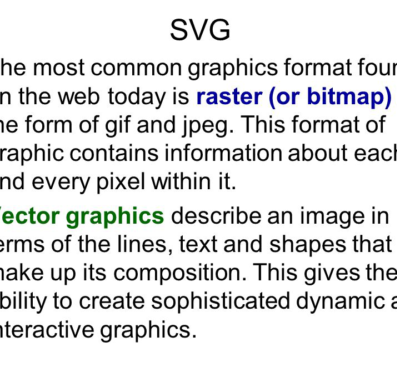 SVG
he most common graphics format four
n the web today is raster (or bitmap)
ne form of gif and jpeg. This format of
raphic contains information about each
nd every pixel within it.
Vector graphics describe an image in
erms of the lines, text and shapes that
nake up its composition. This gives the
bility to create sophisticated dynamic a
nteractive graphics.